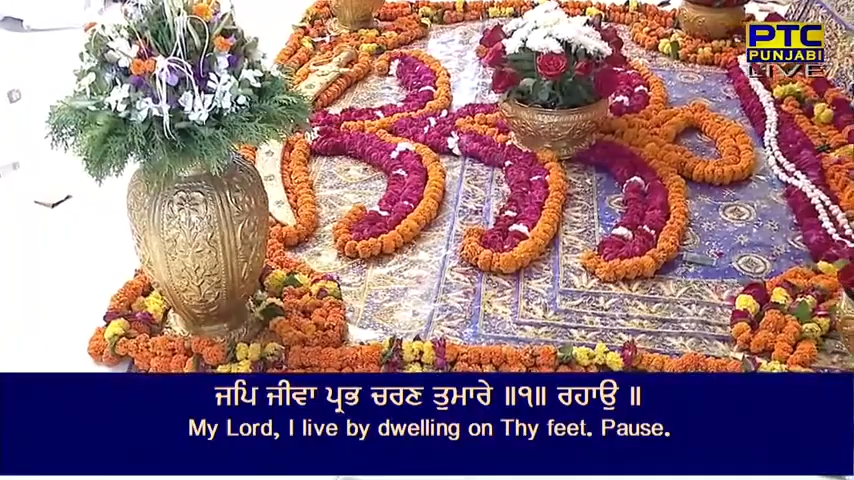 PTC
PUNJABI
LIVE
ਜਪਿ ਜੀਵਾ ਪ੍ਰਭ ਚਰਣ ਤੁਮਾਰੇ ॥੧॥ ਰਹਾਉ ॥
My Lord, I live by dwelling on Thy feet. Pause.